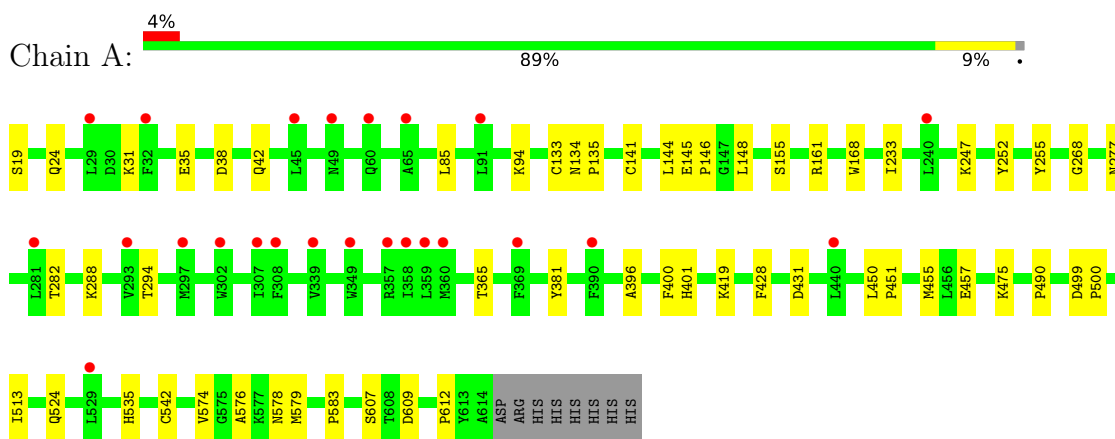 4%
Chain A:
89% 9%
S19 Q24 L29 D30 K31 F32 E35 D38 Q42 L45 N49 Q60 A65 L85 L91 K94 C133 N134 P135 C141 L144 E145 P146 G147 L148 S155 R161 W168 I233 L240 K247 Y252 Y255 G268 N277
L281 T282 K288 V293 T294 M297 W302 I307 F308 V339 W349 R357 I358 L359 M360 T365 F369 Y381 F390 A396 F400 H401 K419 F428 D431 L440 L450 P451 M455 L456 E457 K475 P490 D499 P500
I513 Q524 L529 H535 C542 V574 G575 A576 K577 N578 M579 P583 S607 T608 D609 P612 Y613 A614 ASP ARG HIS HIS HIS HIS HIS HIS